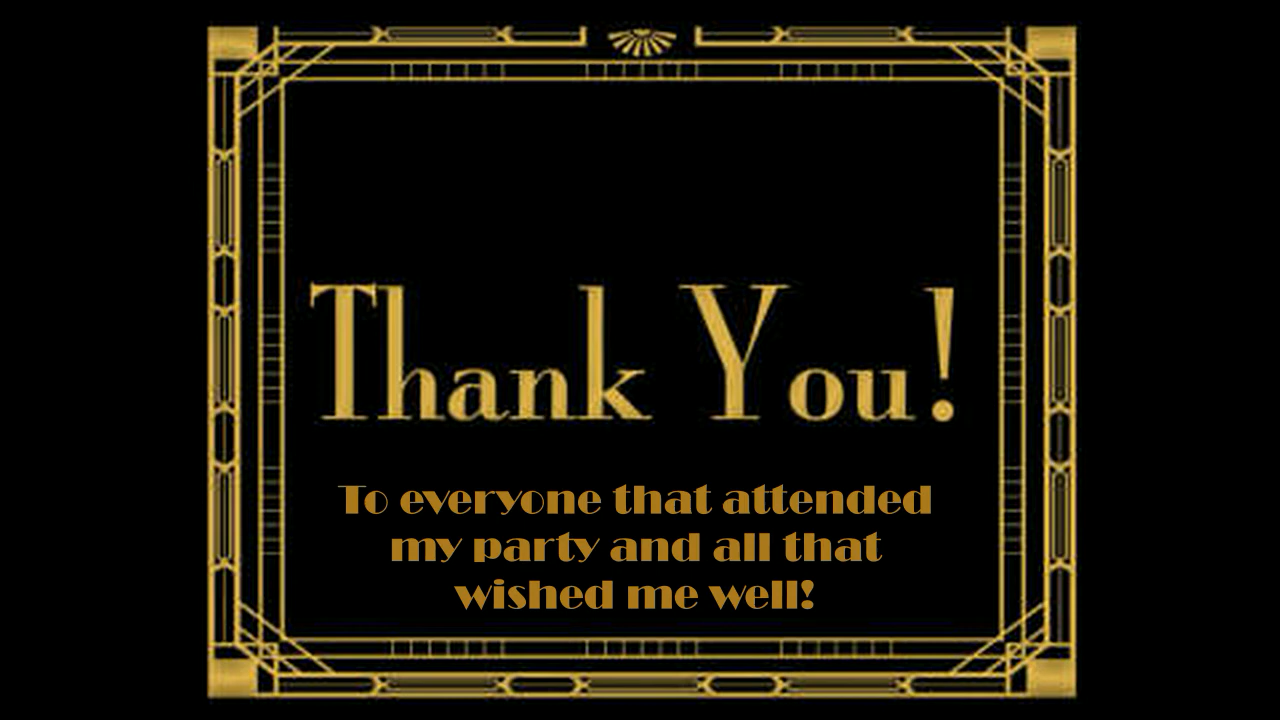 Thank You!
To everyone that attended
my party and all that
wished me well!